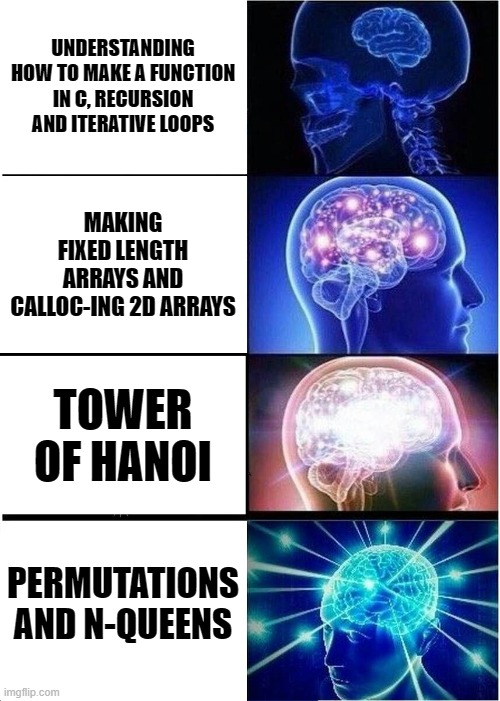 UNDERSTANDING
HOW TO MAKE A FUNCTION
IN C, RECURSION
AND ITERATIVE LOOPS
MAKING
FIXED LENGTH
ARRAYS AND
CALLOC-ING 2D ARRAYS
TOWER
OF HANOI
PERMUTATIONS
AND N-QUEENS
imgflip.com